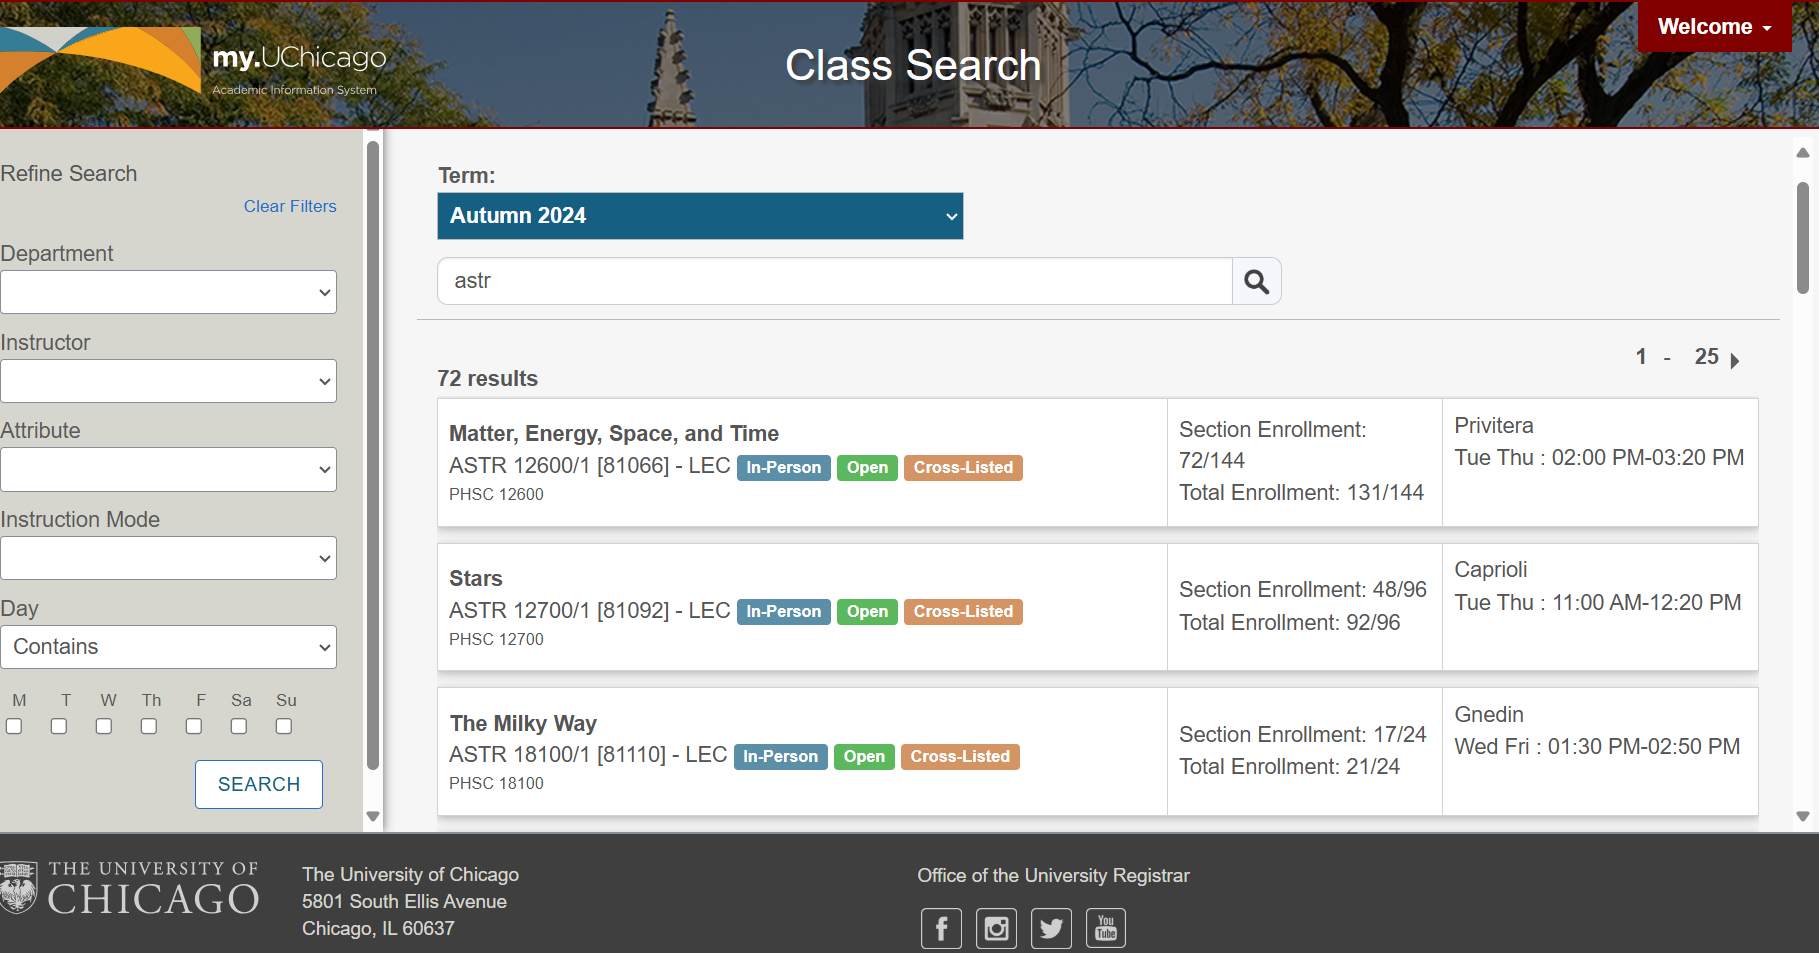 my.UChicago
Academic Information System
Class Search
Welcome
Refine Search
Clear Filters
Department
Instructor
Attribute
Instruction Mode
Day
Contains
M T W Th F Sa Su
SEARCH
Term:
Autumn 2024
astr
1 - 25
72 results
Matter, Energy, Space, and Time
ASTR 12600/1 [81066] - LEC In-Person Open Cross-Listed
PHSC 12600
Section Enrollment:
72/144
Total Enrollment: 131/144
Privitera
Tue Thu : 02:00 PM-03:20 PM
Stars
ASTR 12700/1 [81092] - LEC In-Person Open Cross-Listed
PHSC 12700
Section Enrollment: 48/96
Total Enrollment: 92/96
Caprioli
Tue Thu : 11:00 AM-12:20 PM
The Milky Way
ASTR 18100/1 [81110] - LEC In-Person Open Cross-Listed
PHSC 18100
Section Enrollment: 17/24
Total Enrollment: 21/24
Gnedin
Wed Fri : 01:30 PM-02:50 PM
THE UNIVERSITY OF
CHICAGO
The University of Chicago
5801 South Ellis Avenue
Chicago, IL 60637
Office of the University Registrar
You
Tube